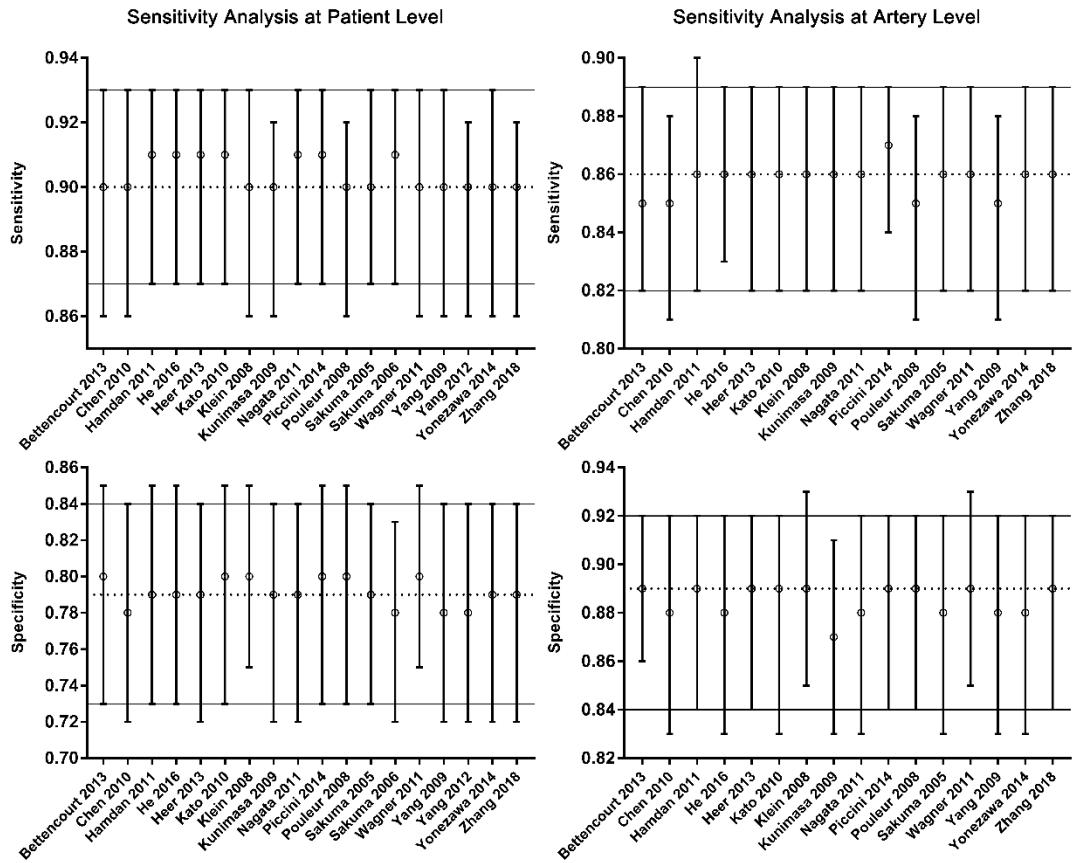 Sensitivity Analysis at Patient Level
Sensitivity
0.94
0.92
0.90
0.88
0.86
Bettencourt 2013
Chen 2010
Hamdan 2011
He 2016
Heer 2013
Kato 2010
Klein 2008
Kunimasa 2009
Nagata 2011
Piccini 2014
Pouleur 2008
Sakuma 2005
Sakuma 2006
Wagner 2011
Yang 2009
Yang 2012
Yonezawa 2014
Zhang 2018
Sensitivity Analysis at Artery Level
Sensitivity
0.90
0.88
0.86
0.84
0.82
0.80
Bettencourt 2013
Chen 2010
Hamdan 2011
He 2016
Heer 2013
Kato 2010
Klein 2008
Kunimasa 2009
Nagata 2011
Piccini 2014
Pouleur 2008
Sakuma 2005
Wagner 2011
Yang 2009
Yonezawa 2014
Zhang 2018
Specificity
0.86
0.84
0.82
0.80
0.78
0.76
0.74
0.72
0.70
Bettencourt 2013
Chen 2010
Hamdan 2011
He 2016
Heer 2013
Kato 2010
Klein 2008
Kunimasa 2009
Nagata 2011
Piccini 2014
Pouleur 2008
Sakuma 2005
Sakuma 2006
Wagner 2011
Yang 2009
Yang 2012
Yonezawa 2014
Zhang 2018
Specificity
0.94
0.92
0.90
0.88
0.86
0.84
0.82
Bettencourt 2013
Chen 2010
Hamdan 2011
He 2016
Heer 2013
Kato 2010
Klein 2008
Kunimasa 2009
Nagata 2011
Piccini 2014
Pouleur 2008
Sakuma 2005
Wagner 2011
Yang 2009
Yonezawa 2014
Zhang 2018